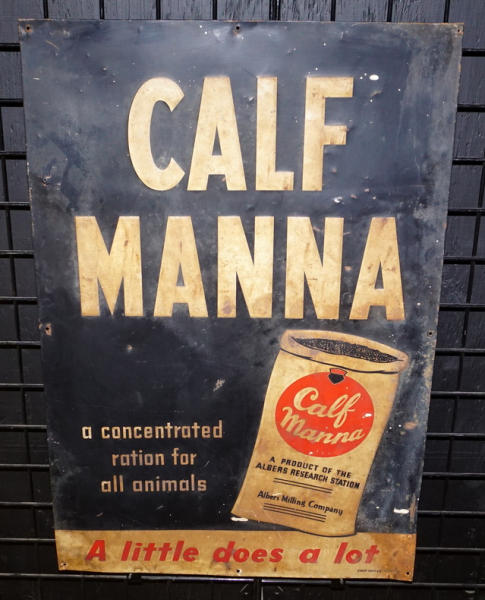 CALF
MANNA
Calf
Manna
A PRODUCT OF THE
ALBERS RESEARCH STATION
Albers Milling Company
a concentrated
ration for
all animals
A little does a lot